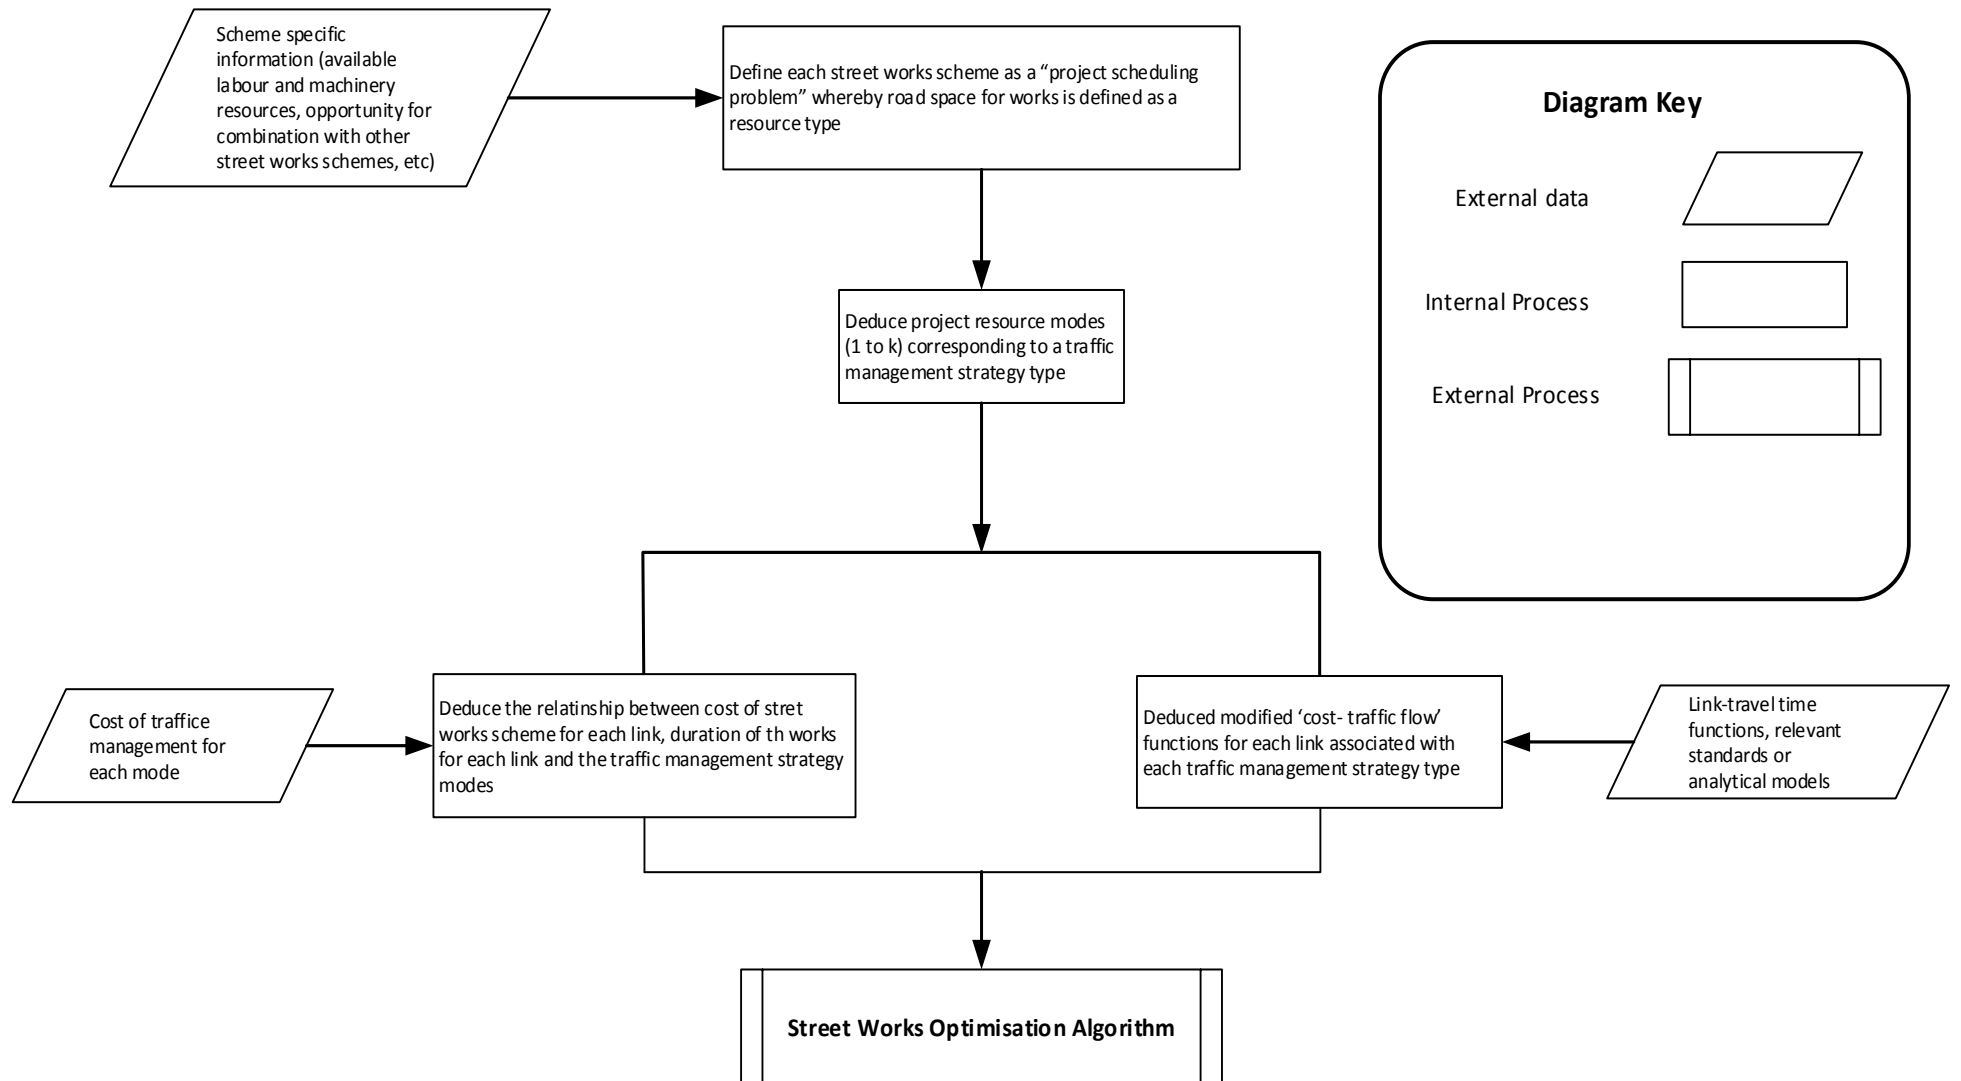 Scheme specific
information (available
labour and machinery
resources, opportunity for
combination with other
street works schemes, etc)
Define each street works scheme as a “project scheduling
problem” whereby road space for works is defined as a
resource type
Diagram Key
External data
Internal Process
External Process
Deduce project resource modes
(1 to k) corresponding to a traffic
management strategy type
Cost of traffice
management for
each mode
Deduce the relatinship between cost of stret
works scheme for each link, duration of th works
for each link and the traffic management strategy
modes
Deduced modified ‘cost- traffic flow’
functions for each link associated with
each traffic management strategy type
Link-travel time
functions, relevant
standards or
analytical models
Street Works Optimisation Algorithm